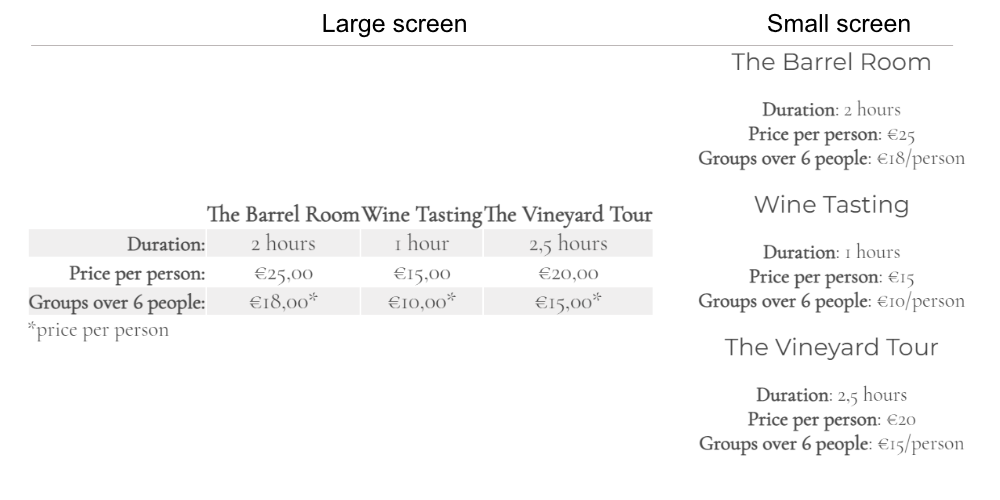 Large screen
Small screen
The Barrel Room Wine Tasting The Vineyard Tour
Duration: 2 hours 1 hour 2,5 hours
Price per person: €25,00 €15,00 €20,00
Groups over 6 people: €18,00* €10,00* €15,00*
*price per person
The Barrel Room
Duration: 2 hours
Price per person: €25
Groups over 6 people: €18/person
Wine Tasting
Duration: 1 hours
Price per person: €15
Groups over 6 people: €10/person
The Vineyard Tour
Duration: 2,5 hours
Price per person: €20
Groups over 6 people: €15/person